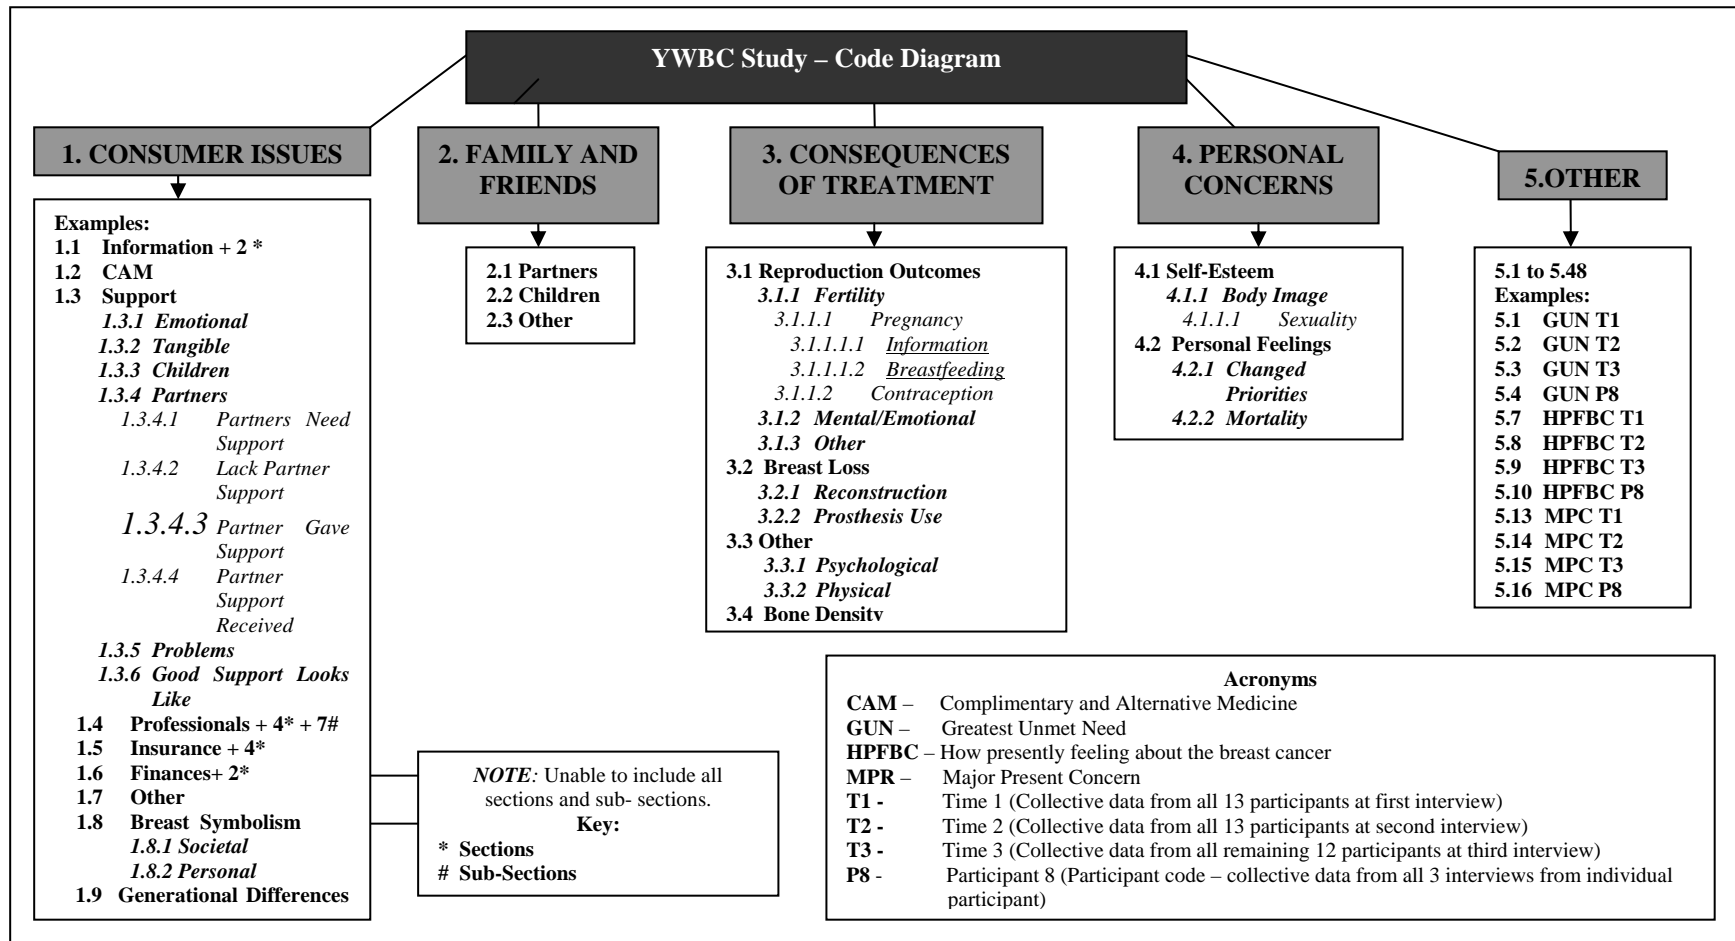 YWBC Study – Code Diagram
1. CONSUMER ISSUES
Examples:
1.1 Information + 2 *
1.2 CAM
1.3 Support
1.3.1 Emotional
1.3.2 Tangible
1.3.3 Children
1.3.4 Partners
1.3.4.1 Partners Need
Support
1.3.4.2 Lack Partner
Support
1.3.4.3 Partner Gave
Support
1.3.4.4 Partner
Support
Received
1.3.5 Problems
1.3.6 Good Support Looks
Like
1.4 Professionals + 4* + 7#
1.5 Insurance + 4*
1.6 Finances+ 2*
1.7 Other
1.8 Breast Symbolism
1.8.1 Societal
1.8.2 Personal
1.9 Generational Differences
2. FAMILY AND
FRIENDS
2.1 Partners
2.2 Children
2.3 Other
3. CONSEQUENCES
OF TREATMENT
3.1 Reproduction Outcomes
3.1.1 Fertility
3.1.1.1 Pregnancy
3.1.1.1.1 Information
3.1.1.1.2 Breastfeeding
3.1.1.2 Contraception
3.1.2 Mental/Emotional
3.1.3 Other
3.2 Breast Loss
3.2.1 Reconstruction
3.2.2 Prosthesis Use
3.3 Other
3.3.1 Psychological
3.3.2 Physical
3.4 Bone Density
4. PERSONAL
CONCERNS
4.1 Self-Esteem
4.1.1 Body Image
4.1.1.1 Sexuality
4.2 Personal Feelings
4.2.1 Changed
Priorities
4.2.2 Mortality
5.OTHER
5.1 to 5.48
Examples:
5.1 GUN T1
5.2 GUN T2
5.3 GUN T3
5.4 GUN P8
5.7 HPFBC T1
5.8 HPFBC T2
5.9 HPFBC T3
5.10 HPFBC P8
5.13 MPC T1
5.14 MPC T2
5.15 MPC T3
5.16 MPC P8
NOTE: Unable to include all
sections and sub- sections.
Key:
* Sections
# Sub-Sections
Acronyms
CAM – Complimentary and Alternative Medicine
GUN – Greatest Unmet Need
HPFBC – How presently feeling about the breast cancer
MPR – Major Present Concern
T1 - Time 1 (Collective data from all 13 participants at first interview)
T2 - Time 2 (Collective data from all 13 participants at second interview)
T3 - Time 3 (Collective data from all remaining 12 participants at third interview)
P8 - Participant 8 (Participant code – collective data from all 3 interviews from individual
participant)